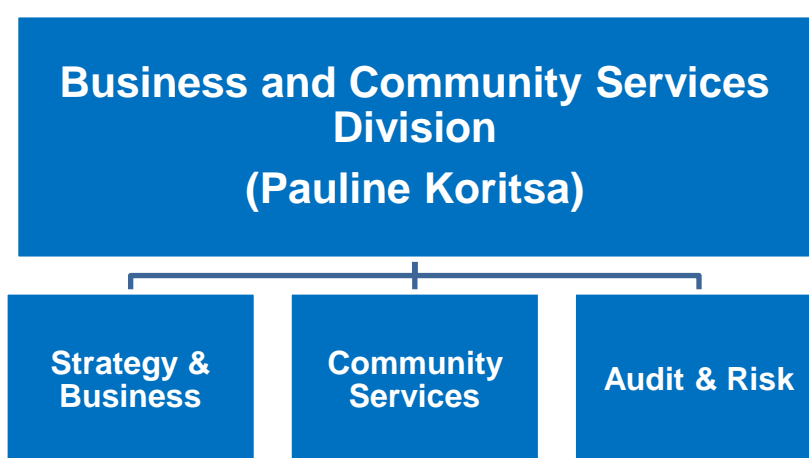 Business and Community Services
Division
(Pauline Koritsa)
Strategy &
Business
Community
Services
Audit & Risk